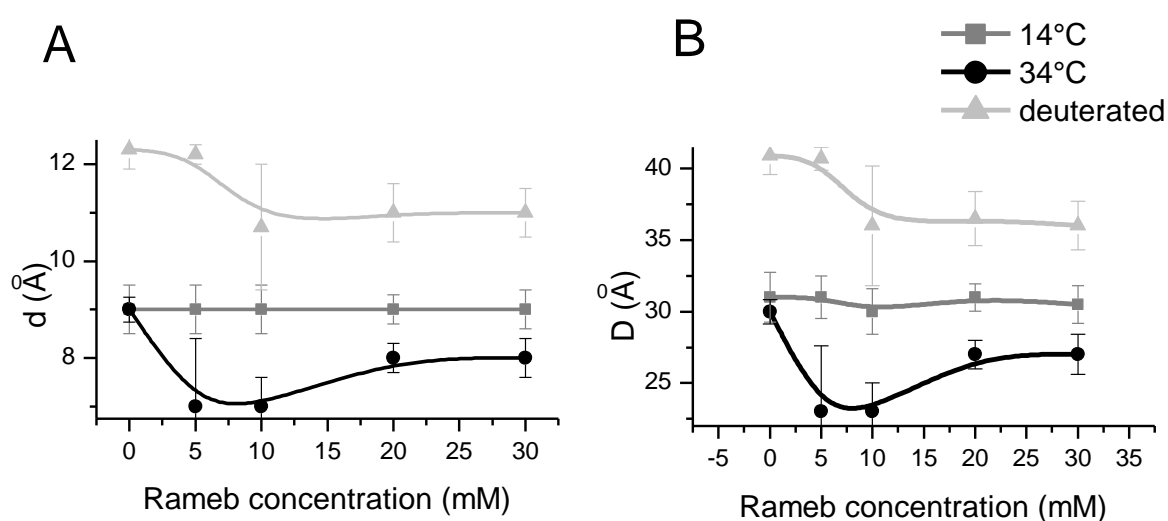 A
12
10
8
d (Å)
0 5 10 15 20 25 30
Rameb concentration (mM)
B
14°C
34°C
deuterated
40
35
30
25
D (Å)
-5 0 5 10 15 20 25 30 35
Rameb concentration (mM)